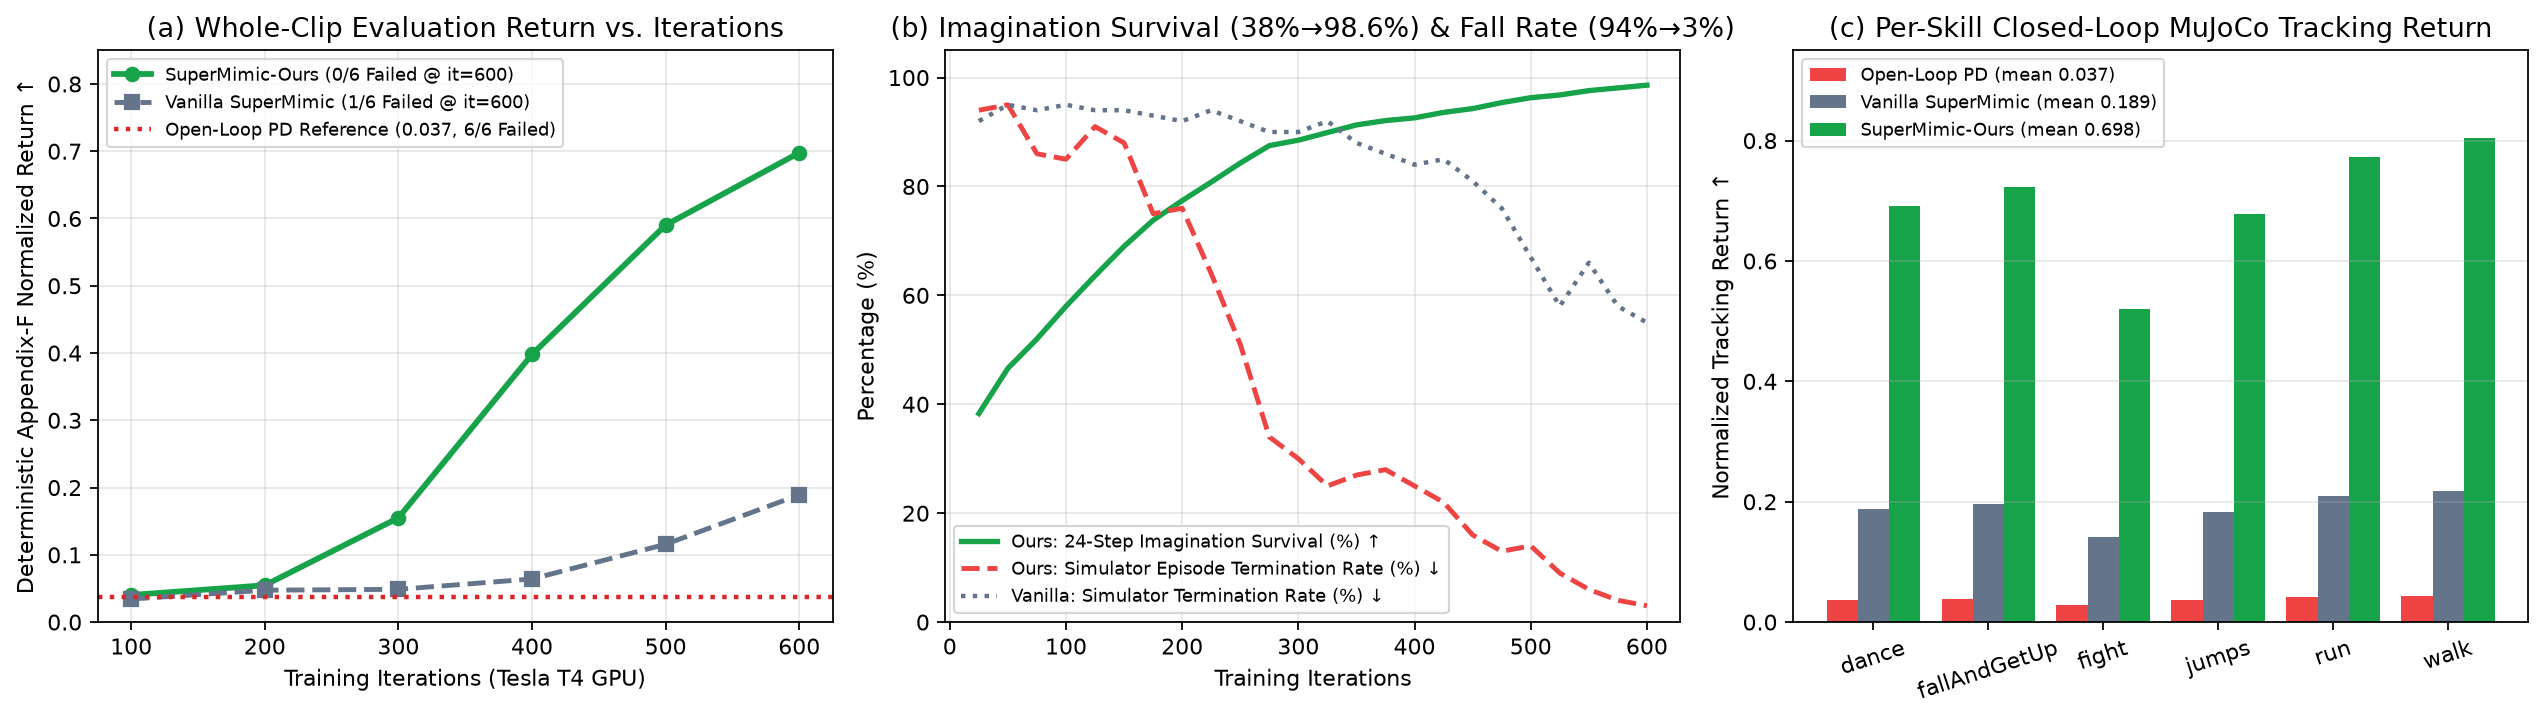 (a) Whole-Clip Evaluation Return vs. Iterations
Deterministic Appendix-F Normalized Return ↑
0.8
0.7
0.6
0.5
0.4
0.3
0.2
0.1
0.0
SuperMimic-Ours (0/6 Failed @ it=600)
Vanilla SuperMimic (1/6 Failed @ it=600)
Open-Loop PD Reference (0.037, 6/6 Failed)
100 200 300 400 500 600
Training Iterations (Tesla T4 GPU)
(b) Imagination Survival (38%→98.6%) & Fall Rate (94%→3%)
Percentage (%)
100
80
60
40
20
0
Ours: 24-Step Imagination Survival (%) ↑
Ours: Simulator Episode Termination Rate (%) ↓
Vanilla: Simulator Termination Rate (%) ↓
0 100 200 300 400 500 600
Training Iterations
(c) Per-Skill Closed-Loop MuJoCo Tracking Return
Normalized Tracking Return ↑
Open-Loop PD (mean 0.037)
Vanilla SuperMimic (mean 0.189)
SuperMimic-Ours (mean 0.698)
0.8
0.6
0.4
0.2
0.0
dance fallAndGetUp fight jumps run walk